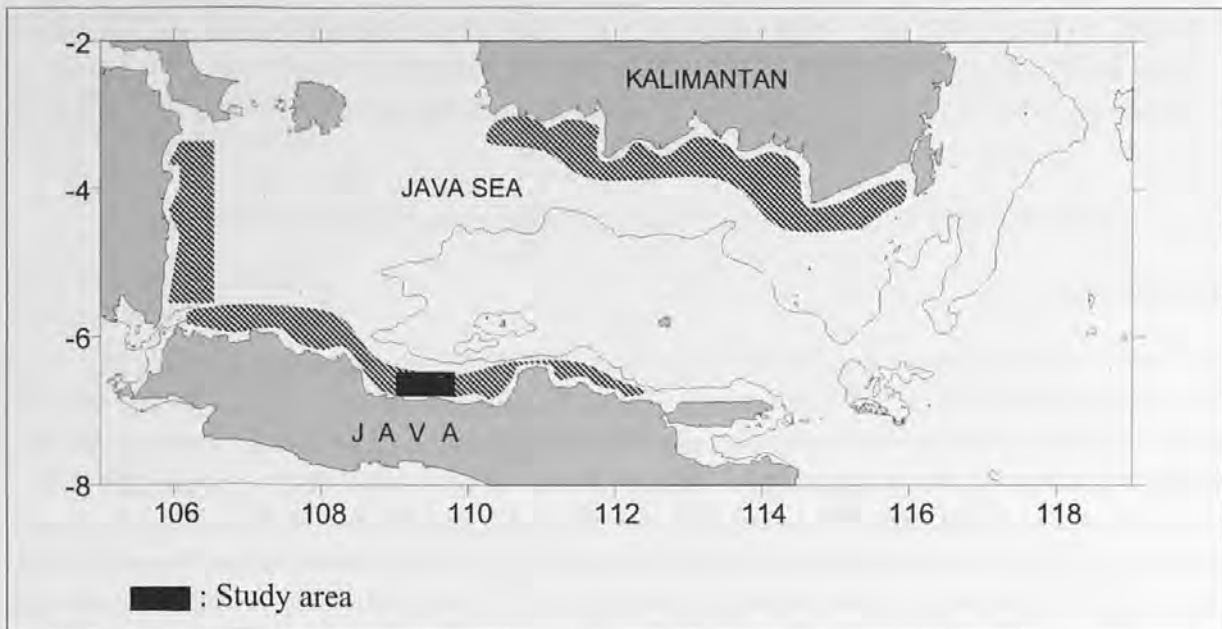 -2
KALIMANTAN
JAVA SEA
-4
-6
J A V A
-8
106 108 110 112 114 116 118
: Study area